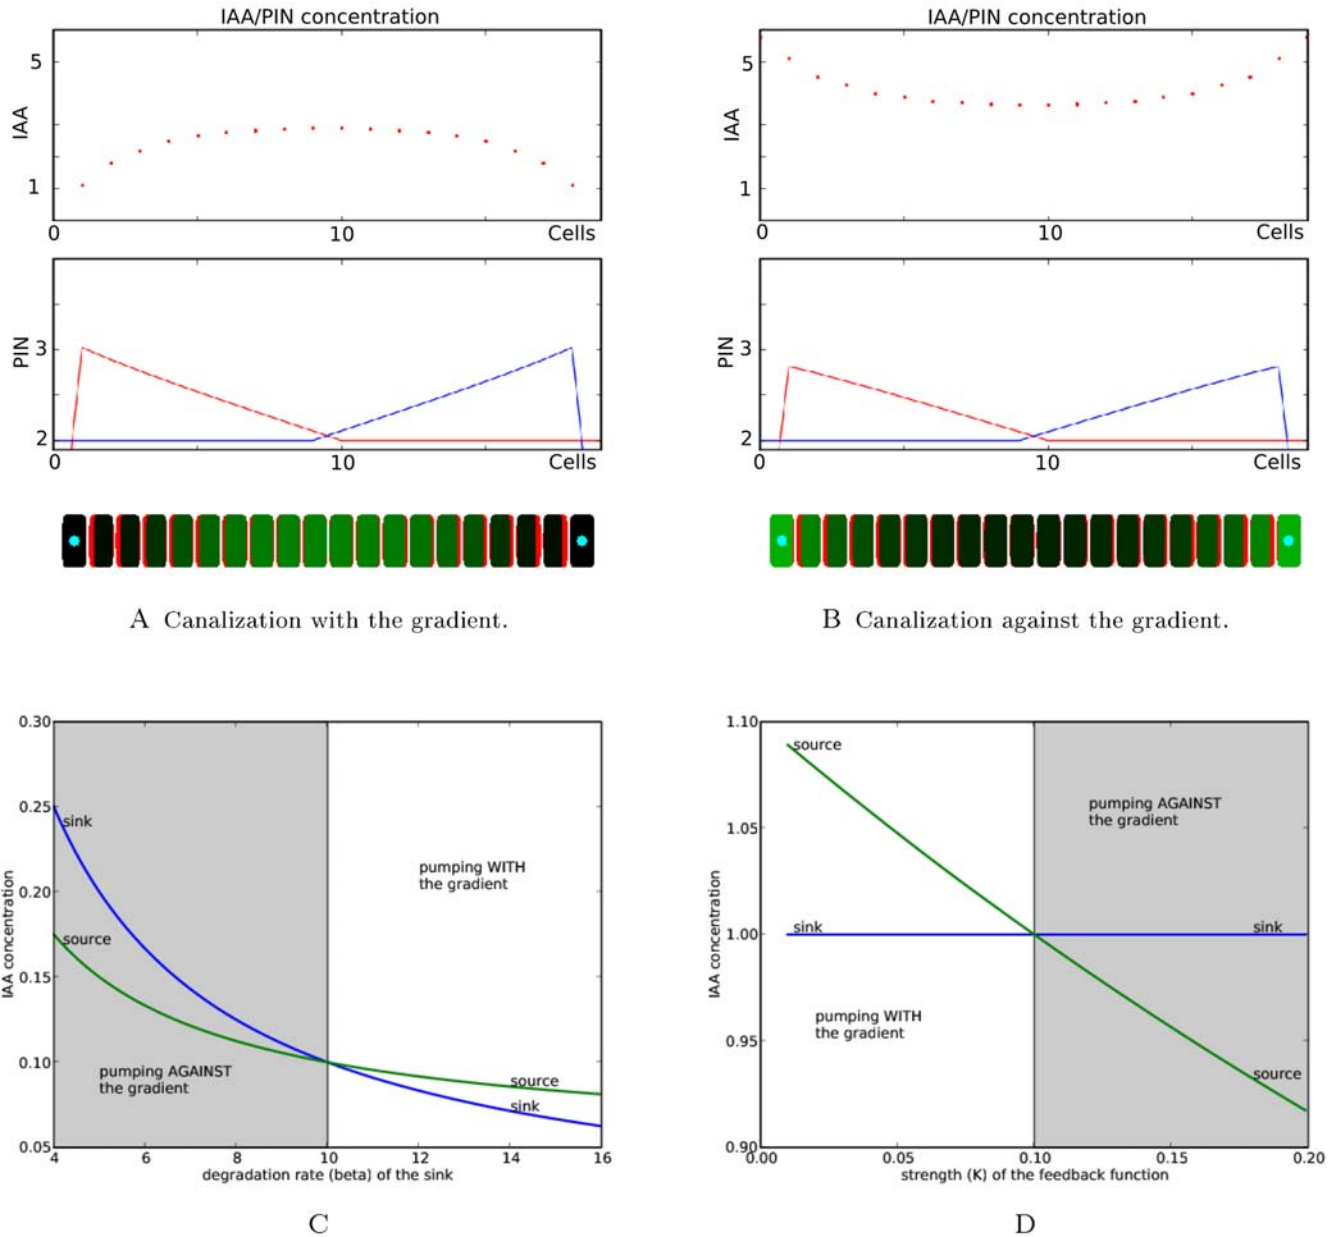 IAA/PIN concentration
5
IAA
1
0
10
Cells
3
PIN
2
0
10
Cells
A Canalization with the gradient.
IAA/PIN concentration
5
IAA
1
0
10
Cells
3
PIN
2
0
10
Cells
B Canalization against the gradient.
0.30
0.25
0.20
0.15
0.10
0.05
IAA concentration
sink
source
pumping WITH
the gradient
pumping AGAINST
the gradient
source
sink
4 6 8 10 12 14 16
degradation rate (beta) of the sink
C
1.10
1.05
1.00
0.95
0.90
IAA concentration
source
pumping AGAINST
the gradient
sink
sink
pumping WITH
the gradient
source
0.00 0.05 0.10 0.15 0.20
strength (K) of the feedback function
D